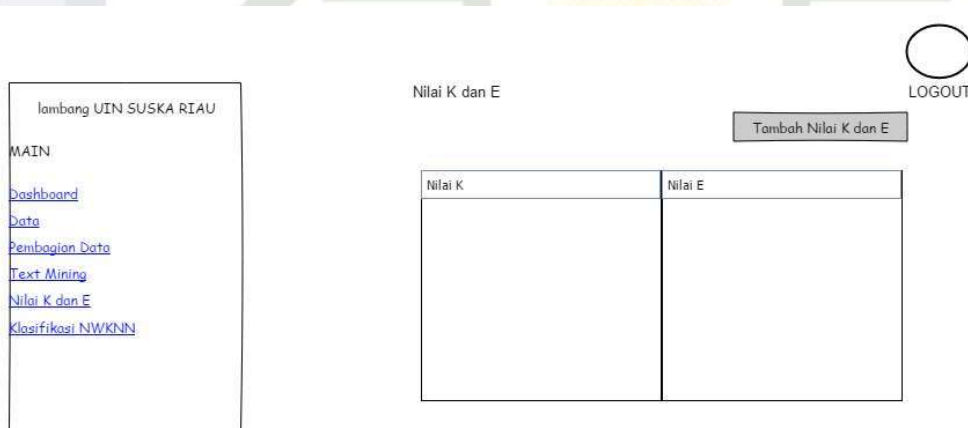 lambang UIN SUSKA RIAU
MAIN
Dashboard
Data
Pembagian Data
Text Mining
Nilai K dan E
Klasifikasi NWKNN
Nilai K dan E
LOGOUT
Tambah Nilai K dan E
Nilai K
Nilai E